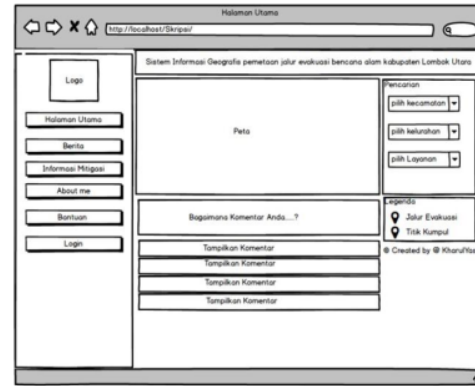 Halaman Utama
http://localhost/Skripsi/
Sistem Informasi Geografis pemetaan jalur evakuasi bencana alam kabupaten Lombok Utara
Logo
Halaman Utama
Berita
Informasi Mitigasi
About me
Bantuan
Login
Peta
Pencarian
pilih kecamatan
pilih kelurahan
pilih Layanan
Legenda
Jalur Evakuasi
Titik Kumpul
Bagaimana Komentar Anda....?
Tampilkan Komentar
Tampilkan Komentar
Tampilkan Komentar
Tampilkan Komentar
© Created by @